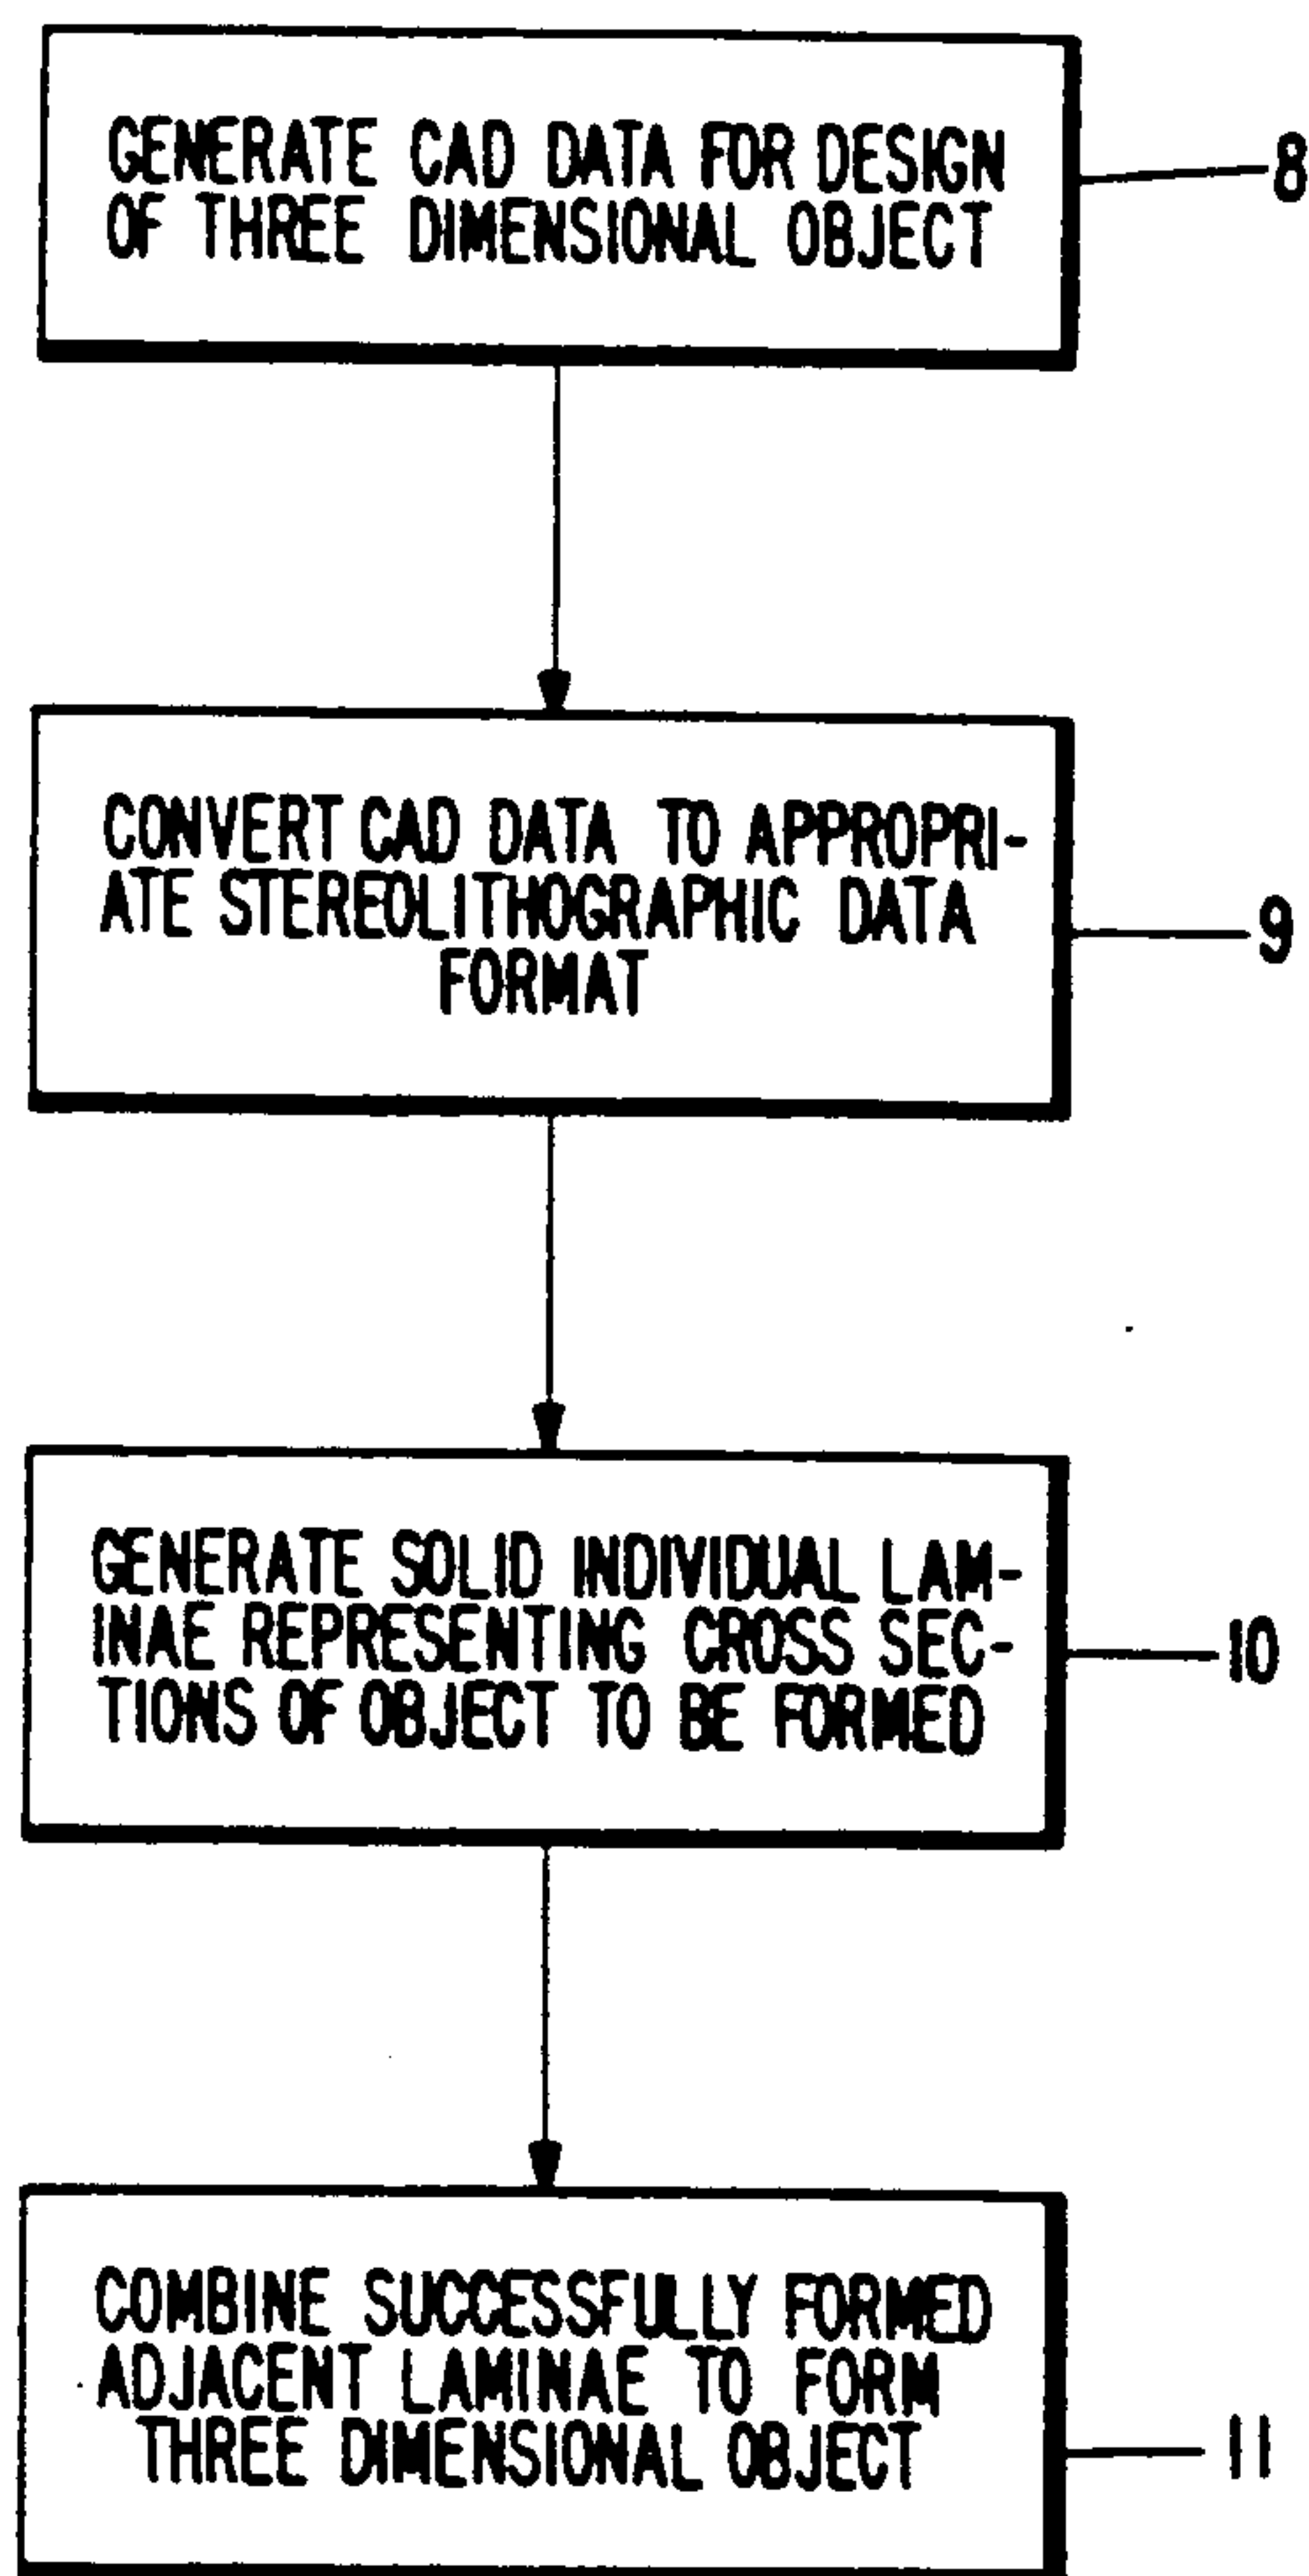 GENERATE CAD DATA FOR DESIGN
OF THREE DIMENSIONAL OBJECT
8
CONVERT CAD DATA TO APPROPRI-
ATE STEREOLITHOGRAPHIC DATA
FORMAT
9
GENERATE SOLID INDIVIDUAL LAM-
INAE REPRESENTING CROSS SEC-
TIONS OF OBJECT TO BE FORMED
10
COMBINE SUCCESSFULLY FORMED
ADJACENT LAMINAE TO FORM
THREE DIMENSIONAL OBJECT
11